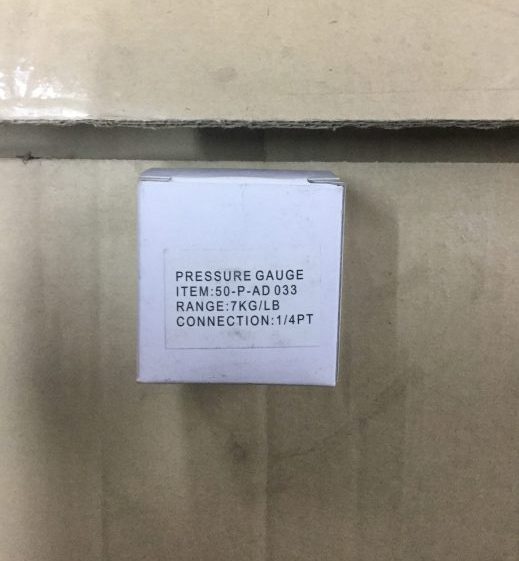 PRESSURE GAUGE
ITEM:50-P-AD 033
RANGE:7KG/LB
CONNECTION:1/4PT